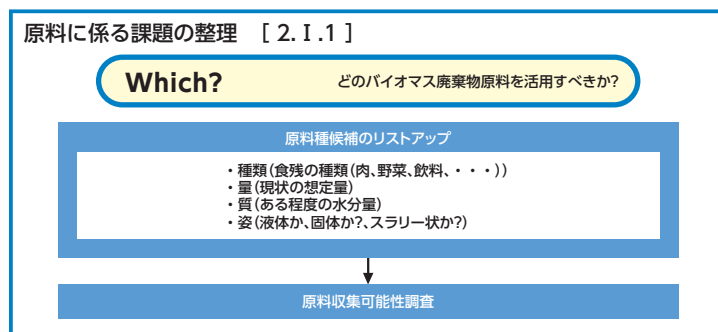 原料に係る課題の整理 [ 2. I .1 ]
Which? どのバイオマス廃棄物原料を活用すべきか?
原料種候補のリストアップ
・種類(食残の種類(肉、野菜、飲料、・・・))
・量(現状の想定量)
・質(ある程度の水分量)
・姿(液体か、固体か?、スラリー状か?)
原料収集可能性調査